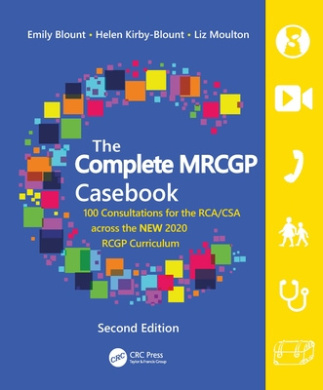 Emily Blount • Helen Kirby-Blount • Liz Moulton
The
Complete MRCGP
Casebook
100 Consultations for the RCA/CSA
across the NEW 2020
RCGP Curriculum
Second Edition
CRC
CRC Press
Taylor & Francis Group